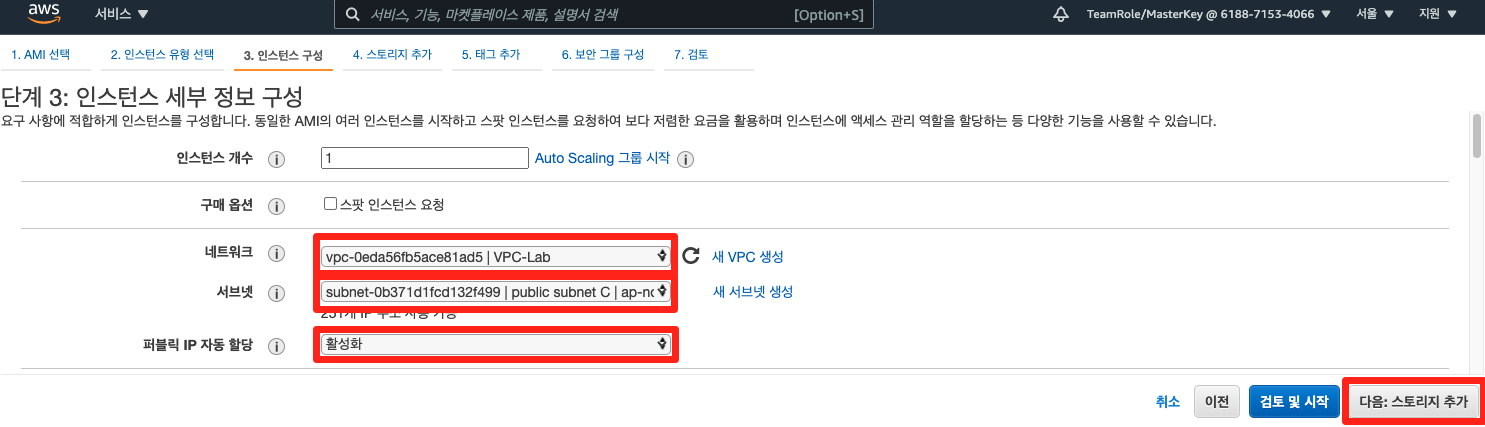 aws 서비스 서비스, 기능, 마켓플레이스 제품, 설명서 검색 [Option+S] TeamRole/MasterKey @ 6188-7153-4066 서울 지원
1. AMI 선택 2. 인스턴스 유형 선택 3. 인스턴스 구성 4. 스토리지 추가 5. 태그 추가 6. 보안 그룹 구성 7. 검토
단계 3: 인스턴스 세부 정보 구성
요구 사항에 적합하게 인스턴스를 구성합니다. 동일한 AMI의 여러 인스턴스를 시작하고 스팟 인스턴스를 요청하여 보다 저렴한 요금을 활용하며 인스턴스에 액세스 관리 역할을 할당하는 등 다양한 기능을 사용할 수 있습니다.
인스턴스 개수 i 1 Auto Scaling 그룹 시작 i
구매 옵션 i 스팟 인스턴스 요청
네트워크 i vpc-0eda56fb5ace81ad5 | VPC-Lab 새 VPC 생성
서브넷 i subnet-0b371d1fcd132f499 | public subnet C | ap-no 새 서브넷 생성
퍼블릭 IP 자동 할당 i 활성화
취소 이전 검토 및 시작 다음: 스토리지 추가